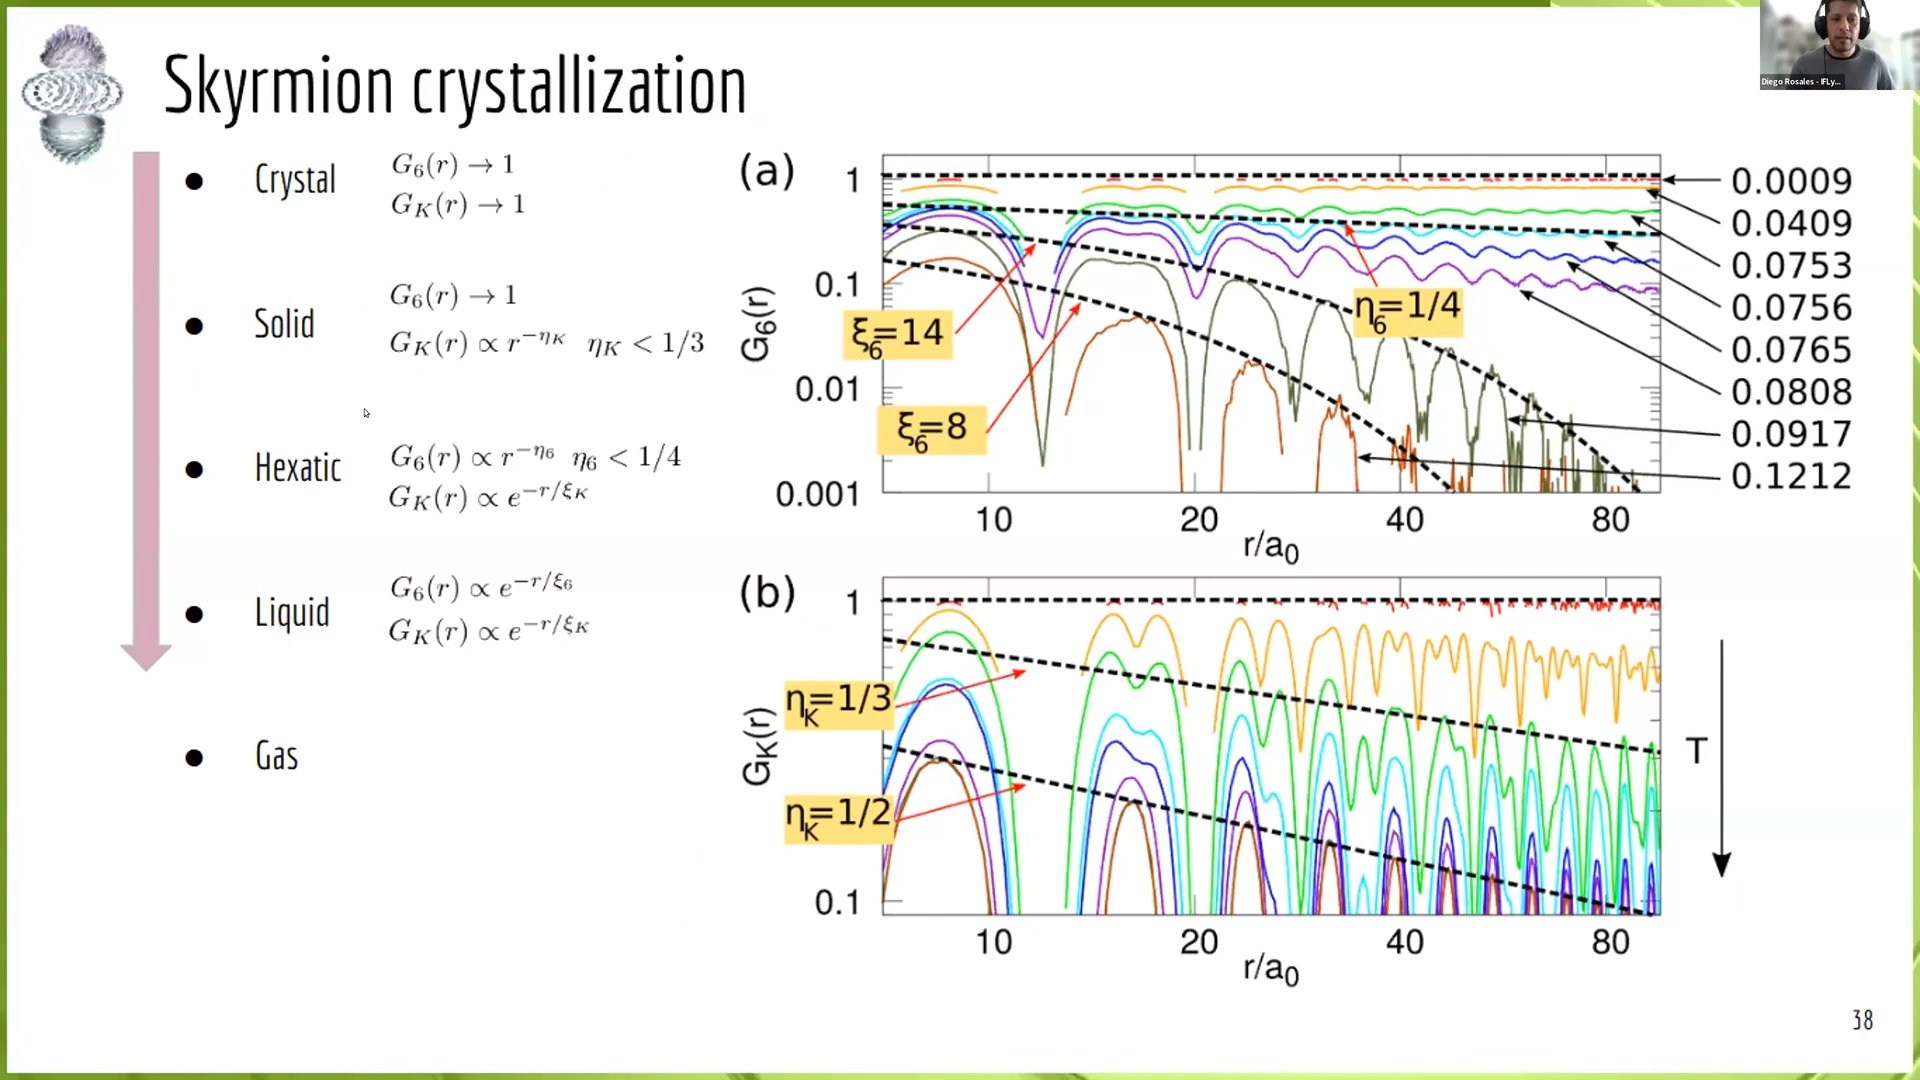 Diego Rosales - IFLy...
Skyrmion crystallization
● Crystal
G₆(r) → 1
G_K(r) → 1
● Solid
G₆(r) → 1
G_K(r) ∝ r^{−η_K} η_K < 1/3
● Hexatic
G₆(r) ∝ r^{−η₆} η₆ < 1/4
G_K(r) ∝ e^{−r/ξ_K}
● Liquid
G₆(r) ∝ e^{−r/ξ₆}
G_K(r) ∝ e^{−r/ξ_K}
● Gas
(a)
G₆(r)
1
0.1
0.01
0.001
ξ₆=14
ξ₆=8
η₆=1/4
0.0009
0.0409
0.0753
0.0756
0.0765
0.0808
0.0917
0.1212
10 20 40 80
r/a₀
(b)
G_K(r)
1
0.1
η_K=1/3
η_K=1/2
T
10 20 40 80
r/a₀
38